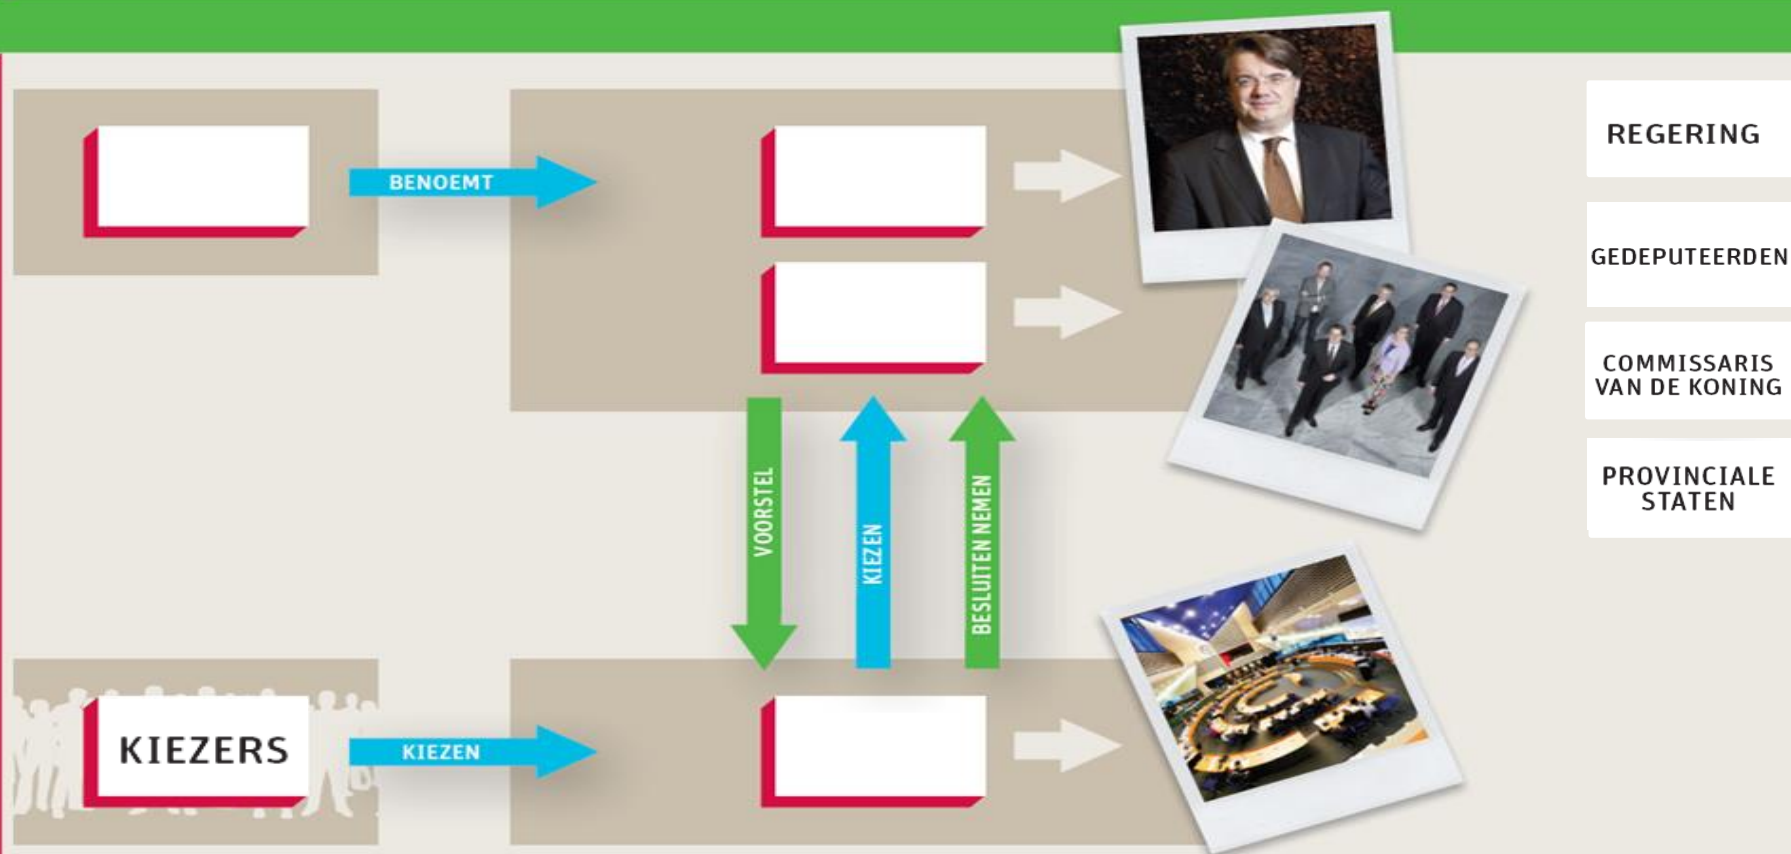 BENOEMT
VOORSTEL
KIEZEN
BESLUITEN NEMEN
KIEZERS
KIEZEN
REGERING
GEDEPUTEERDEN
COMMISSARIS
VAN DE KONING
PROVINCIALE
STATEN